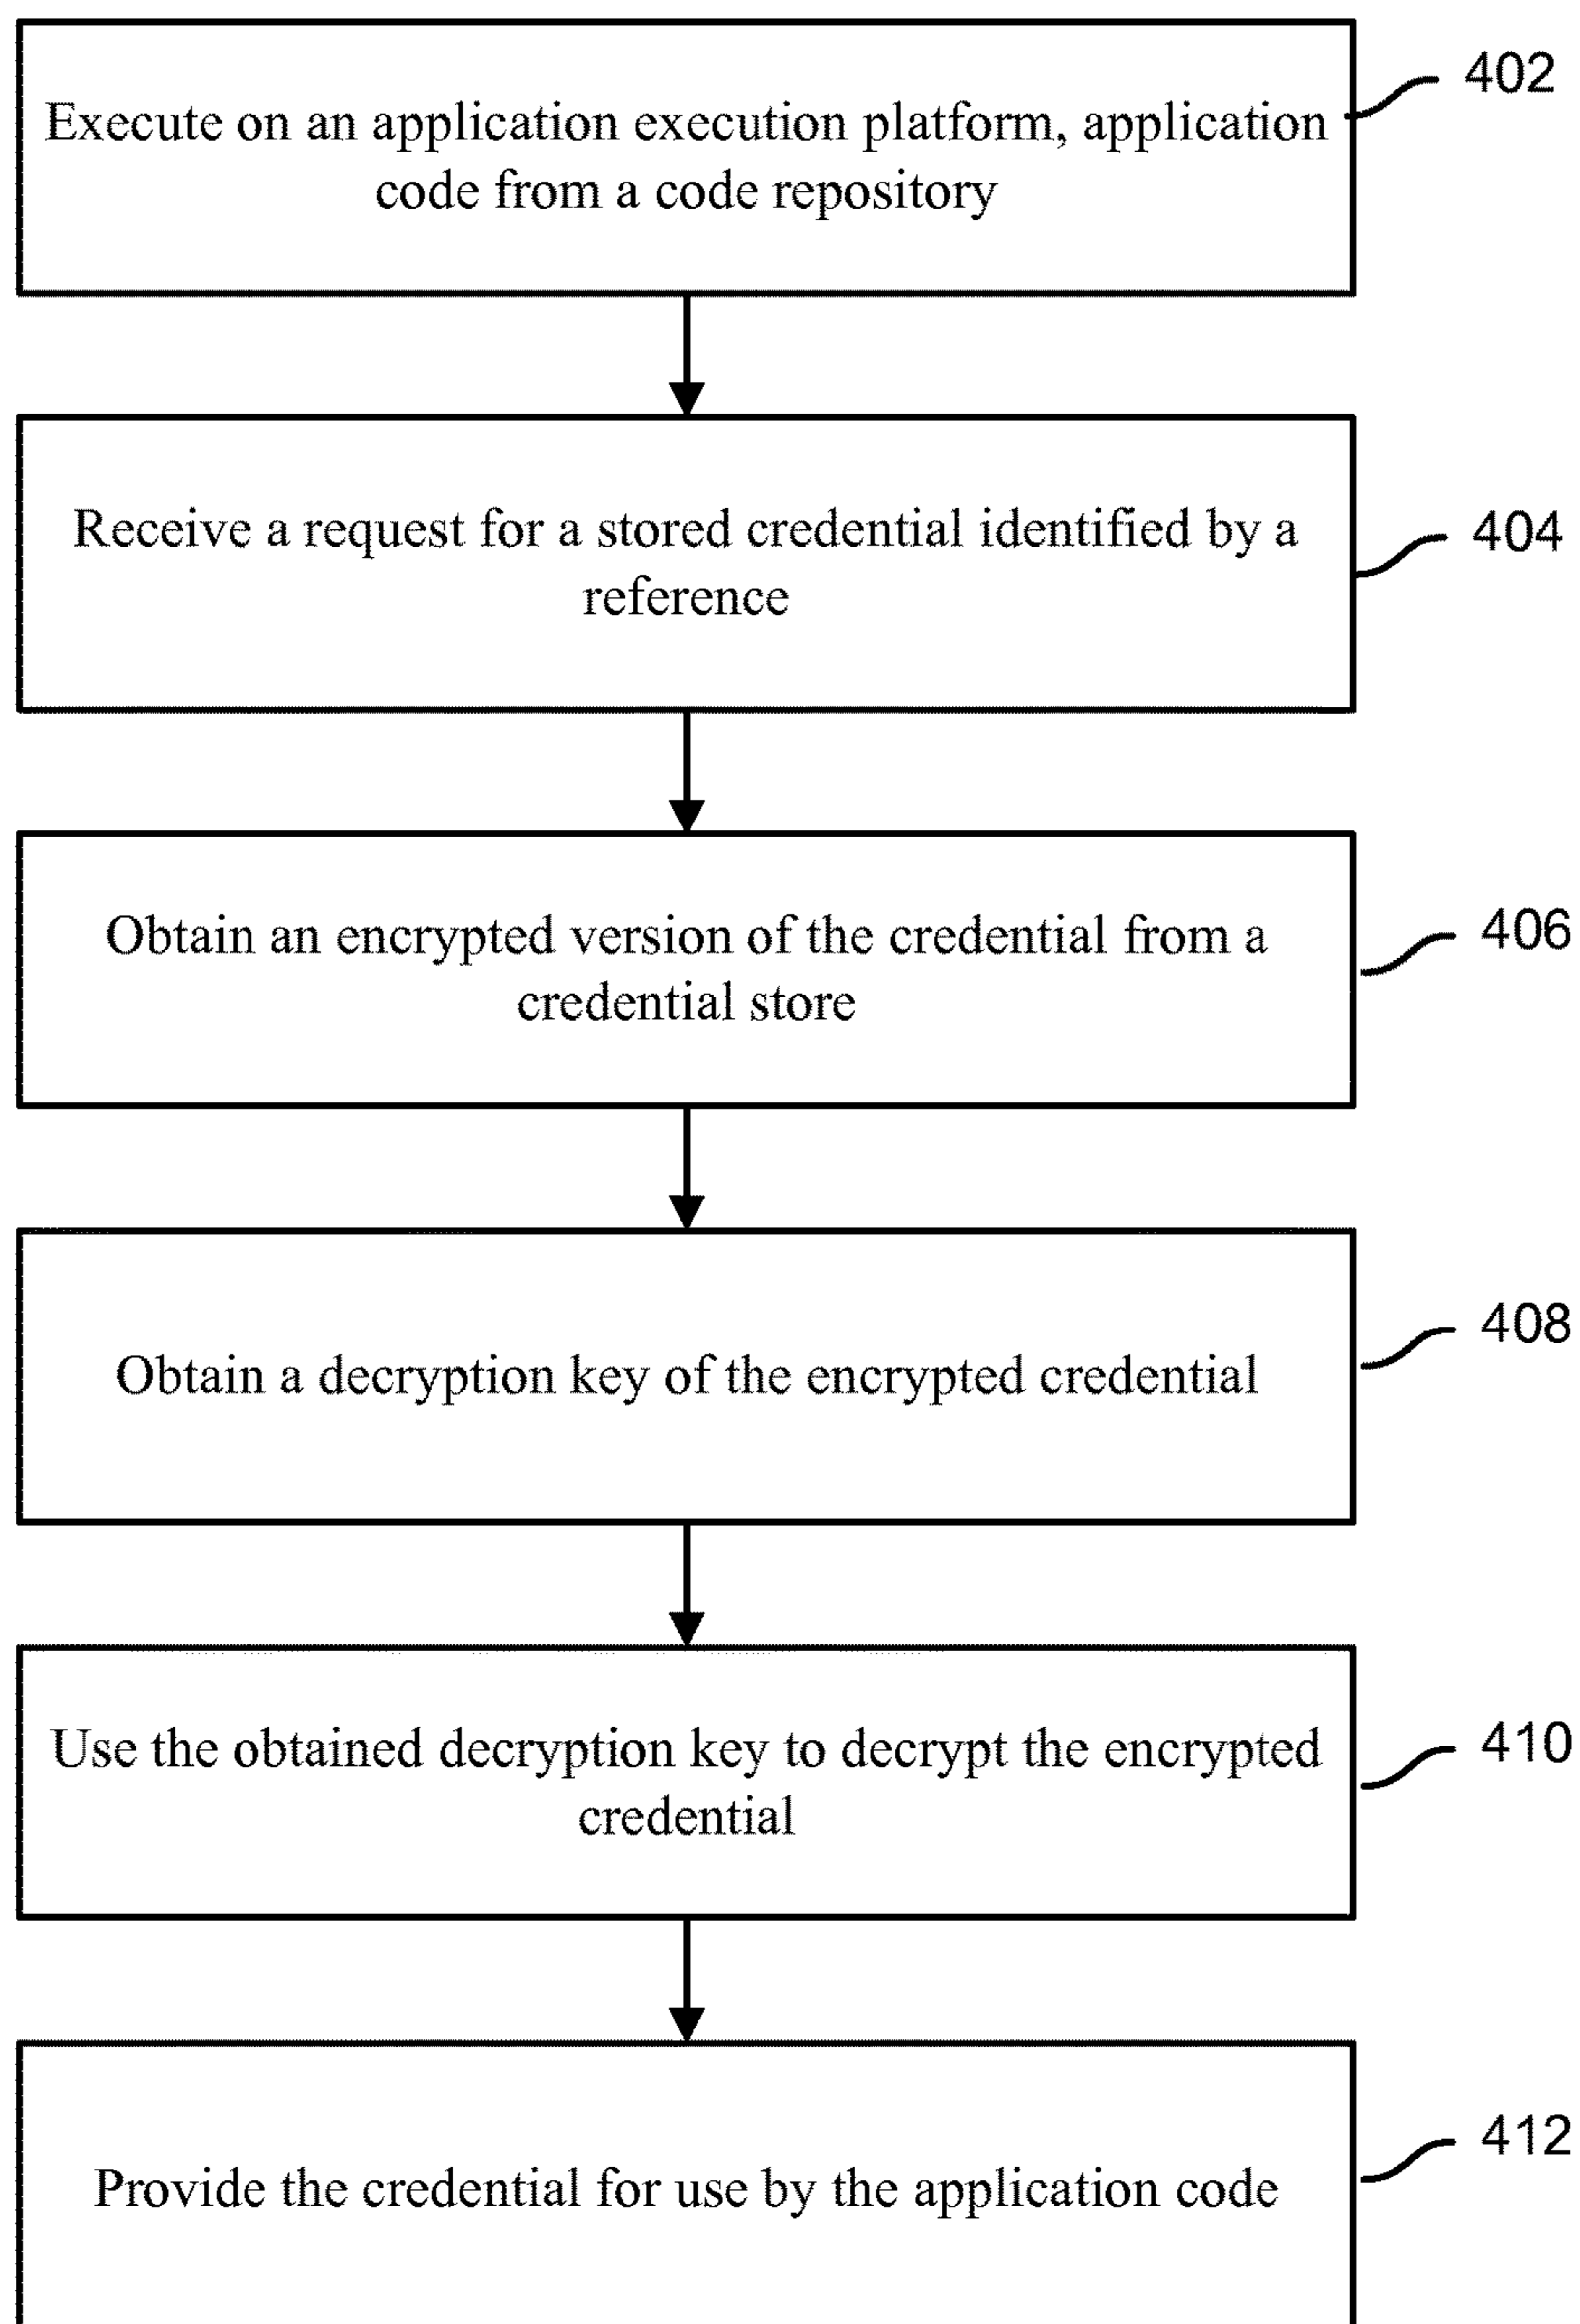 402
Execute on an application execution platform, application
code from a code repository
404
Receive a request for a stored credential identified by a
reference
406
Obtain an encrypted version of the credential from a
credential store
408
Obtain a decryption key of the encrypted credential
410
Use the obtained decryption key to decrypt the encrypted
credential
412
Provide the credential for use by the application code